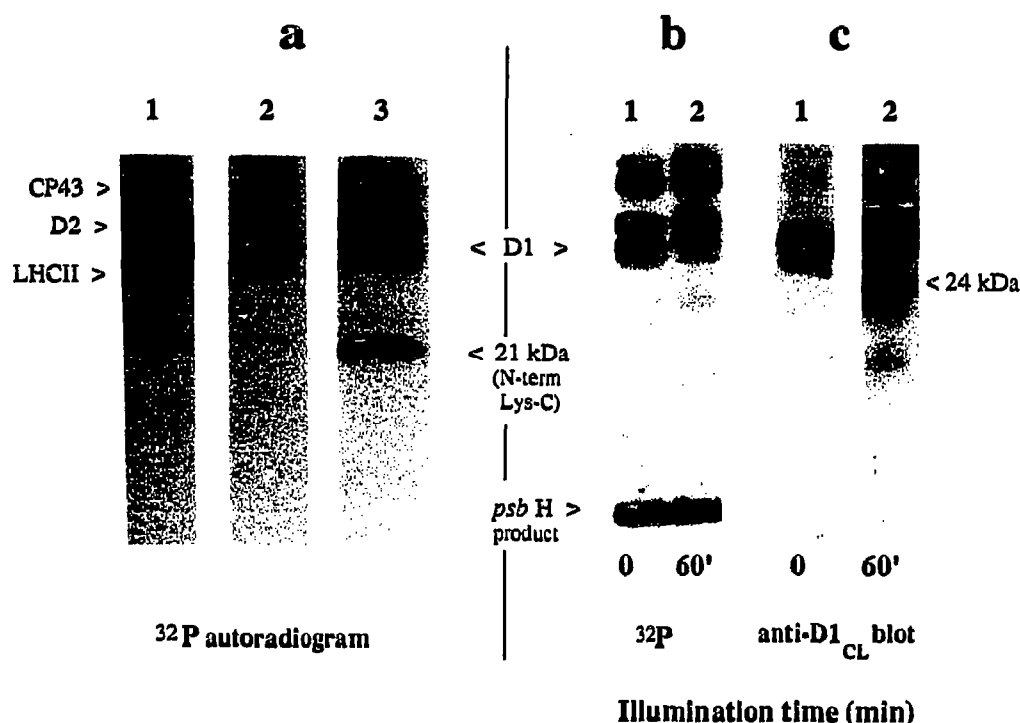 a
b
c
1 2 3
1 2
1 2
CP43 >
D2 >
LHCII >
< D1 >
< 24 kDa
< 21 kDa
(N-term
Lys-C)
psb H >
product
0 60'
0 60'
32P autoradiogram
32P
anti-D1CL blot
Illumination time (min)